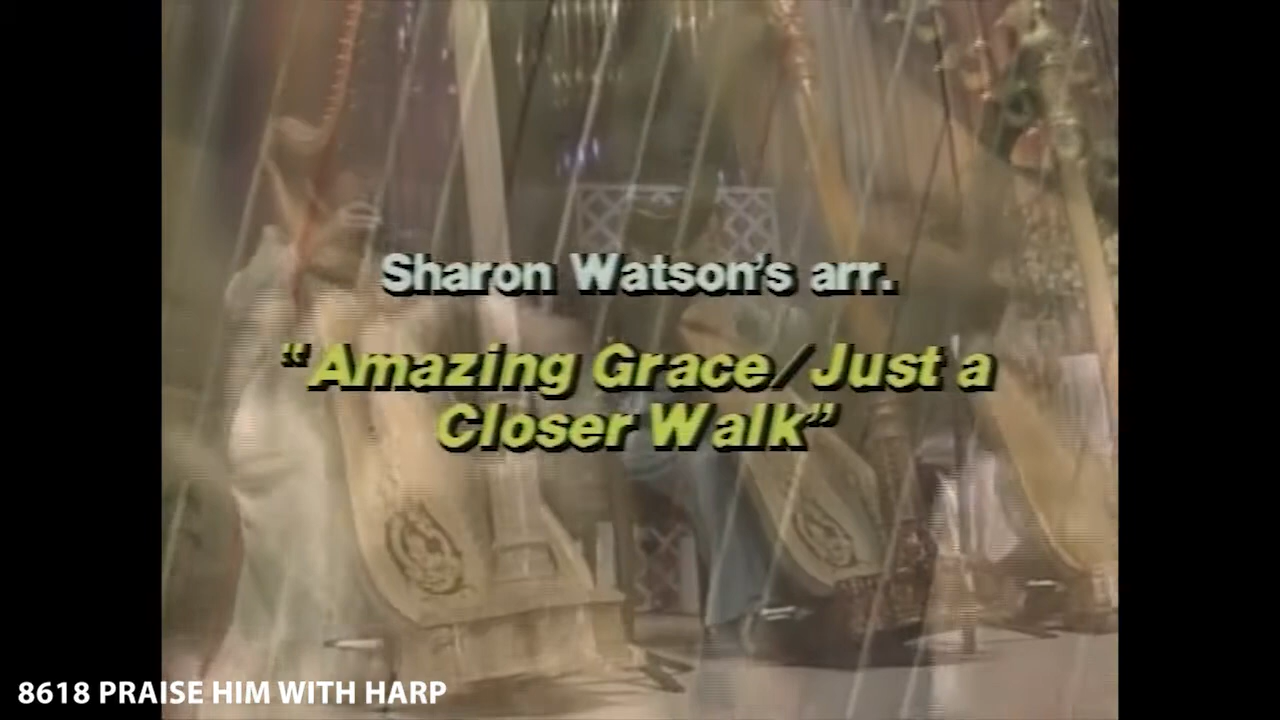 Sharon Watson's arr.
“Amazing Grace/Just a
Closer Walk”
8618 PRAISE HIM WITH HARP